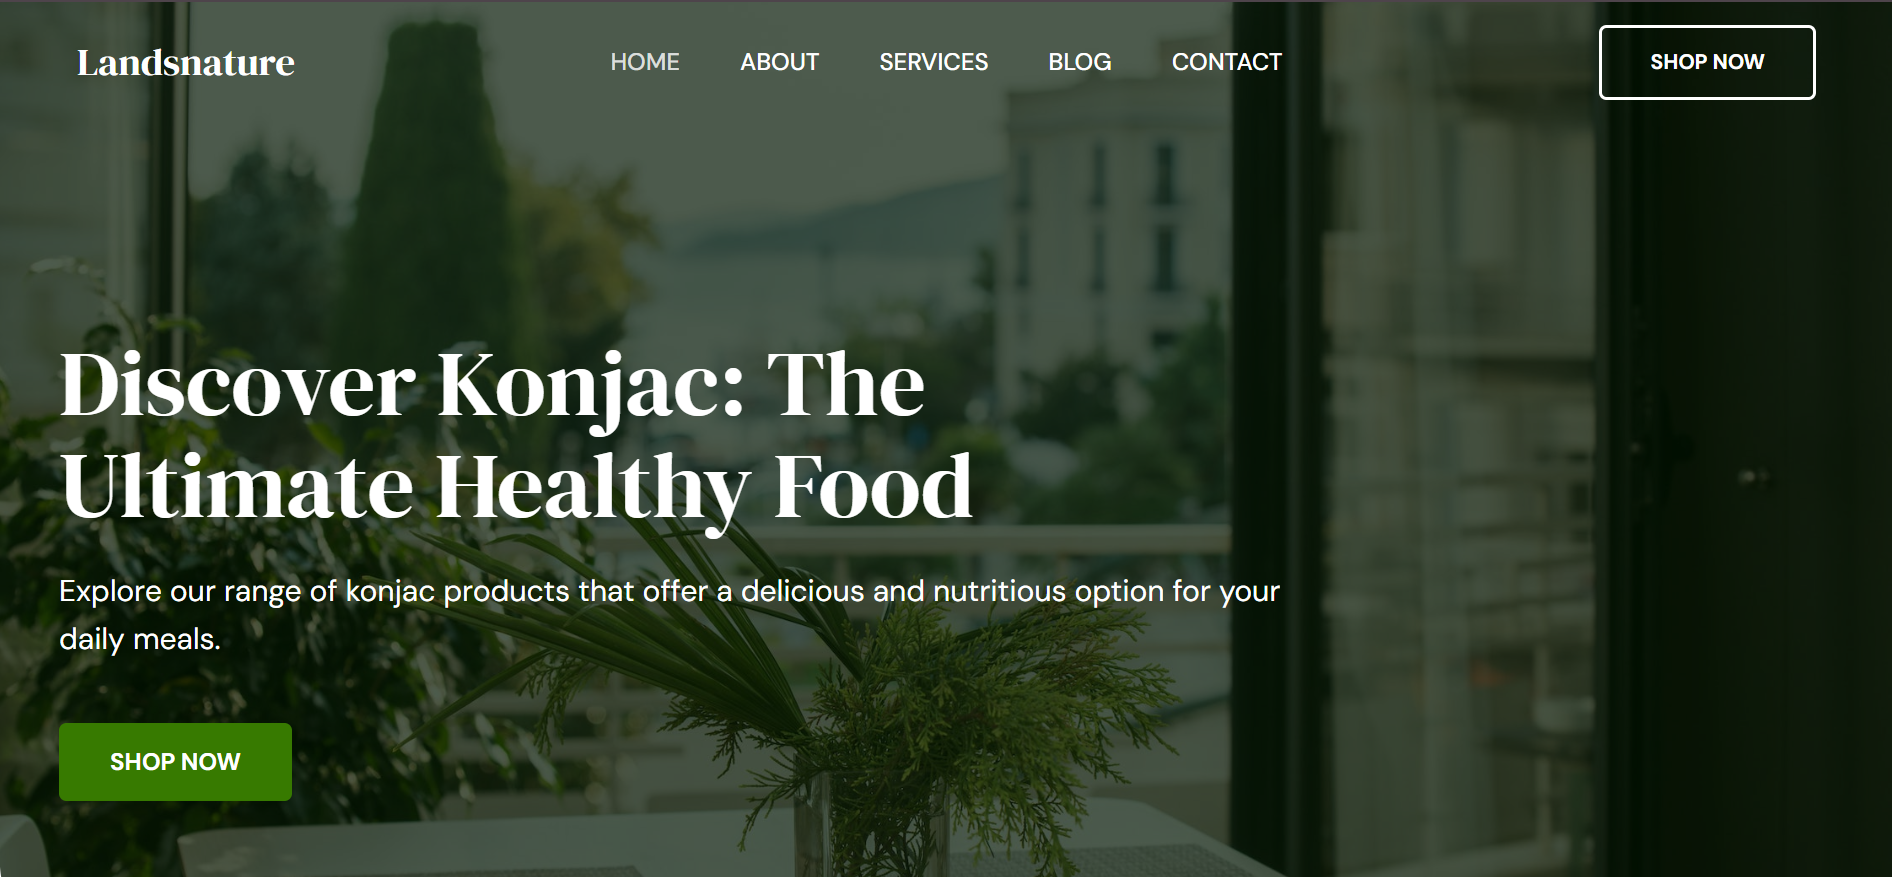 Landsnature
HOME
ABOUT
SERVICES
BLOG
CONTACT
SHOP NOW
Discover Konjac: The
Ultimate Healthy Food
Explore our range of konjac products that offer a delicious and nutritious option for your
daily meals.
SHOP NOW